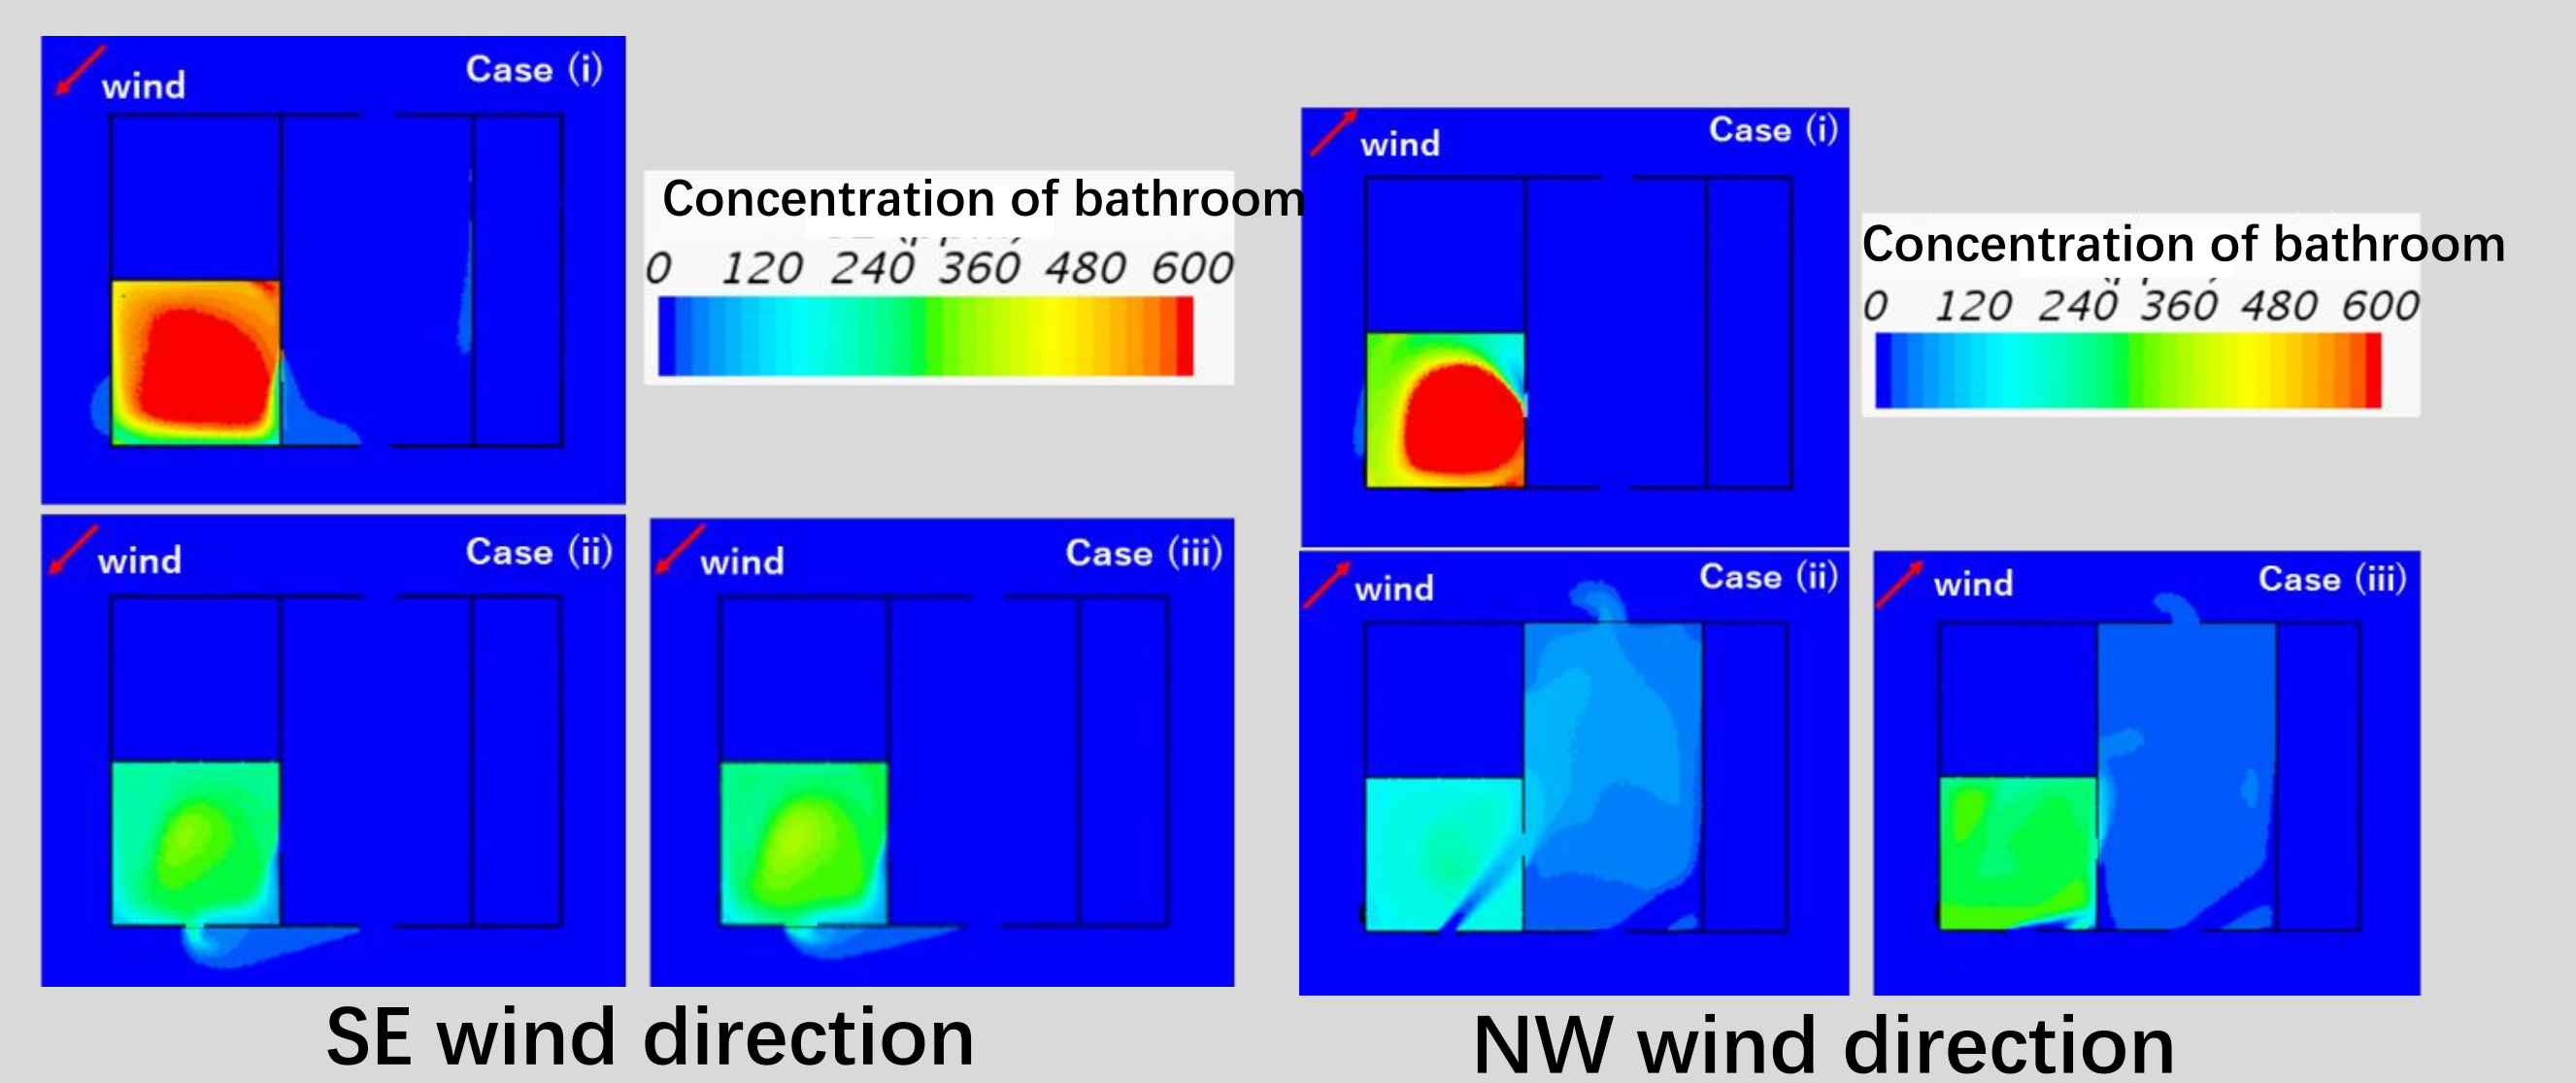 wind
Case (i)
Concentration of bathroom
0 120 240 360 480 600
wind
Case (ii)
wind
Case (iii)
SE wind direction
wind
Case (i)
Concentration of bathroom
0 120 240 360 480 600
wind
Case (ii)
wind
Case (iii)
NW wind direction